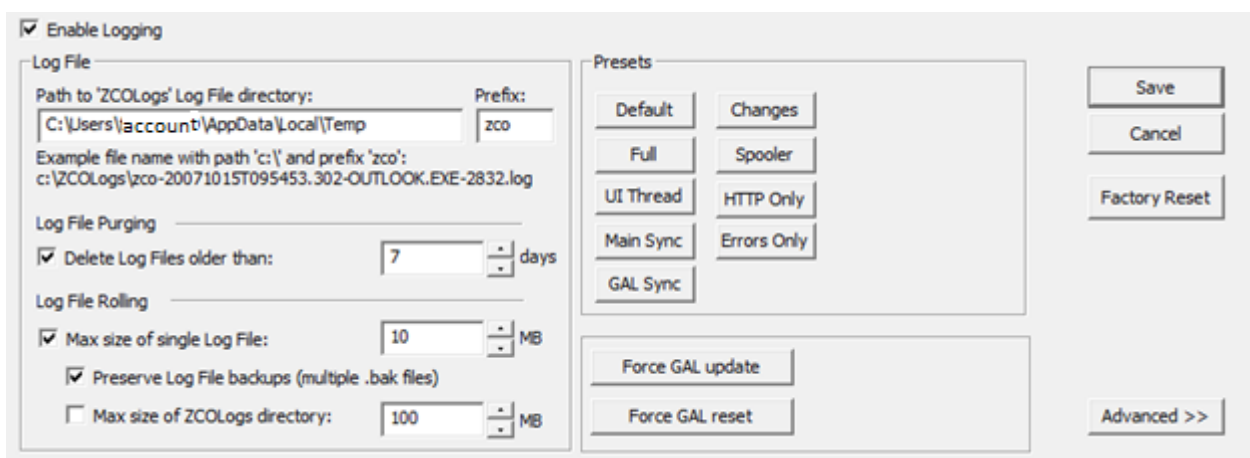 Enable Logging
Log File
Path to 'ZCOLogs' Log File directory:
Prefix:
C:\Users\account\AppData\Local\Temp
zco
Example file name with path 'c:\' and prefix 'zco':
c:\ZCOLogs\zco-20071015T095453.302-OUTLOOK.EXE-2832.log
Log File Purging
Delete Log Files older than:
7
days
Log File Rolling
Max size of single Log File:
10
MB
Preserve Log File backups (multiple .bak files)
Max size of ZCOLogs directory:
100
MB
Presets
Default
Changes
Full
Spooler
UI Thread
HTTP Only
Main Sync
Errors Only
GAL Sync
Force GAL update
Force GAL reset
Save
Cancel
Factory Reset
Advanced >>